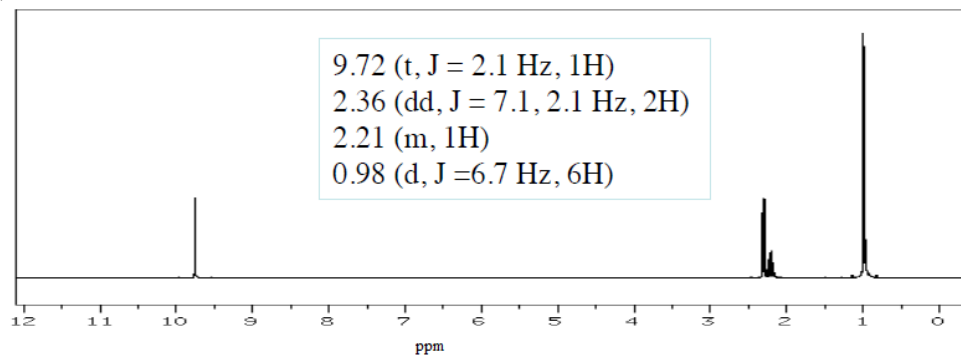 9.72 (t, J = 2.1 Hz, 1H)
2.36 (dd, J = 7.1, 2.1 Hz, 2H)
2.21 (m, 1H)
0.98 (d, J =6.7 Hz, 6H)
12 11 10 9 8 7 6 5 4 3 2 1 0
ppm